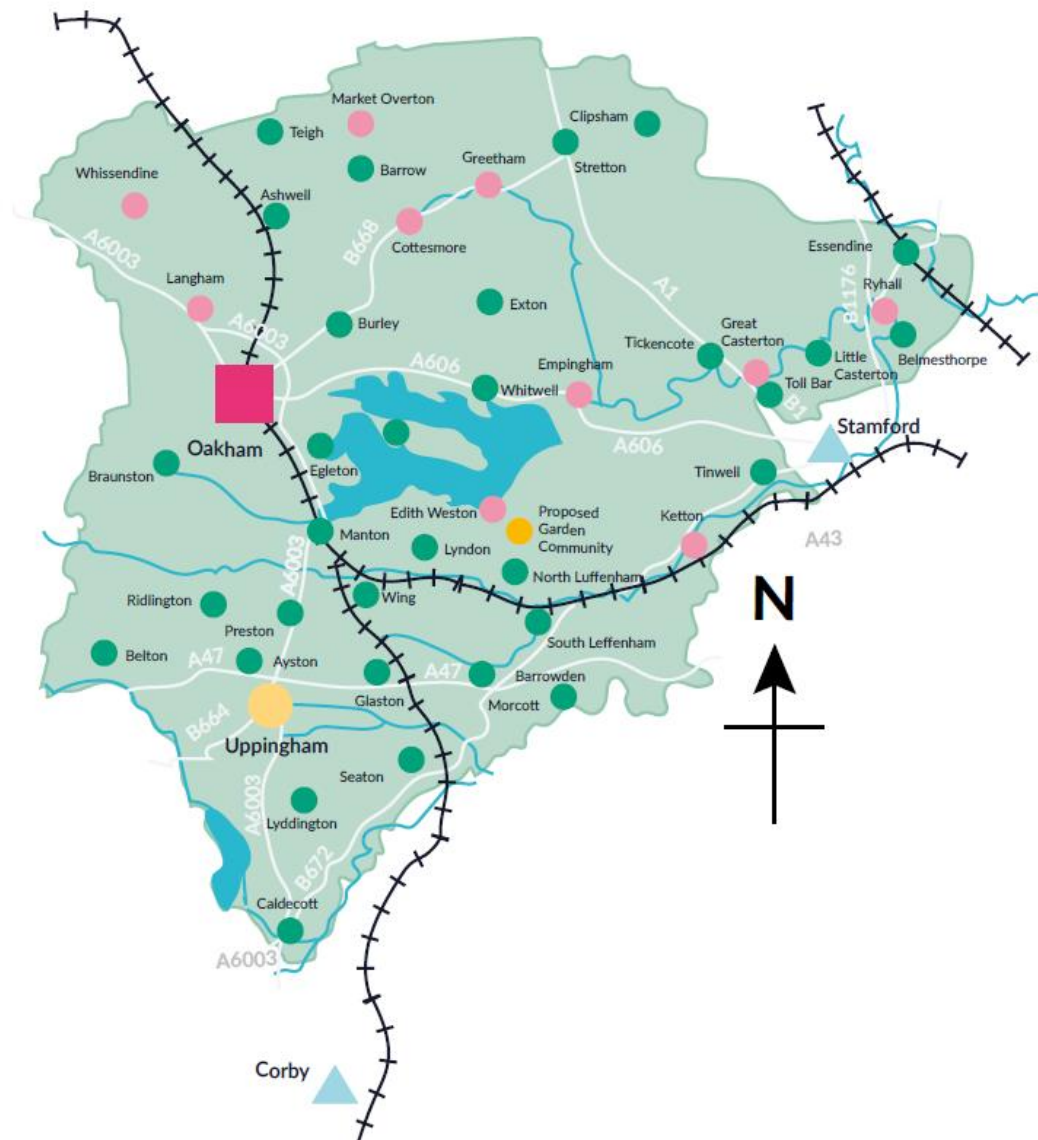 Market Overton
Clipsham
Teigh
Stretton
Greetham
Barrow
Whissendine
Ashwell
Cottesmore
B668
A6003
Essendine
Langham
Ryhall
B1176
A1
Exton
A6003
Burley
Great
Casterton
Tickencote
Belmesthorpe
Little
Casterton
Empingham
A606
Whitwell
Toll Bar
B1
Stamford
A606
Oakham
Egleton
Tinwell
Braunston
Edith Weston
Proposed
Garden
Community
Ketton
Manton
A43
Lyndon
North Luffenham
A6003
N
Wing
Ridlington
Preston
South Leffenham
Belton
A47
Ayston
A47
Barrowden
Glaston
Morcott
B664
Uppingham
Seaton
A6003
Lyddington
B672
Caldecott
A6003
Corby